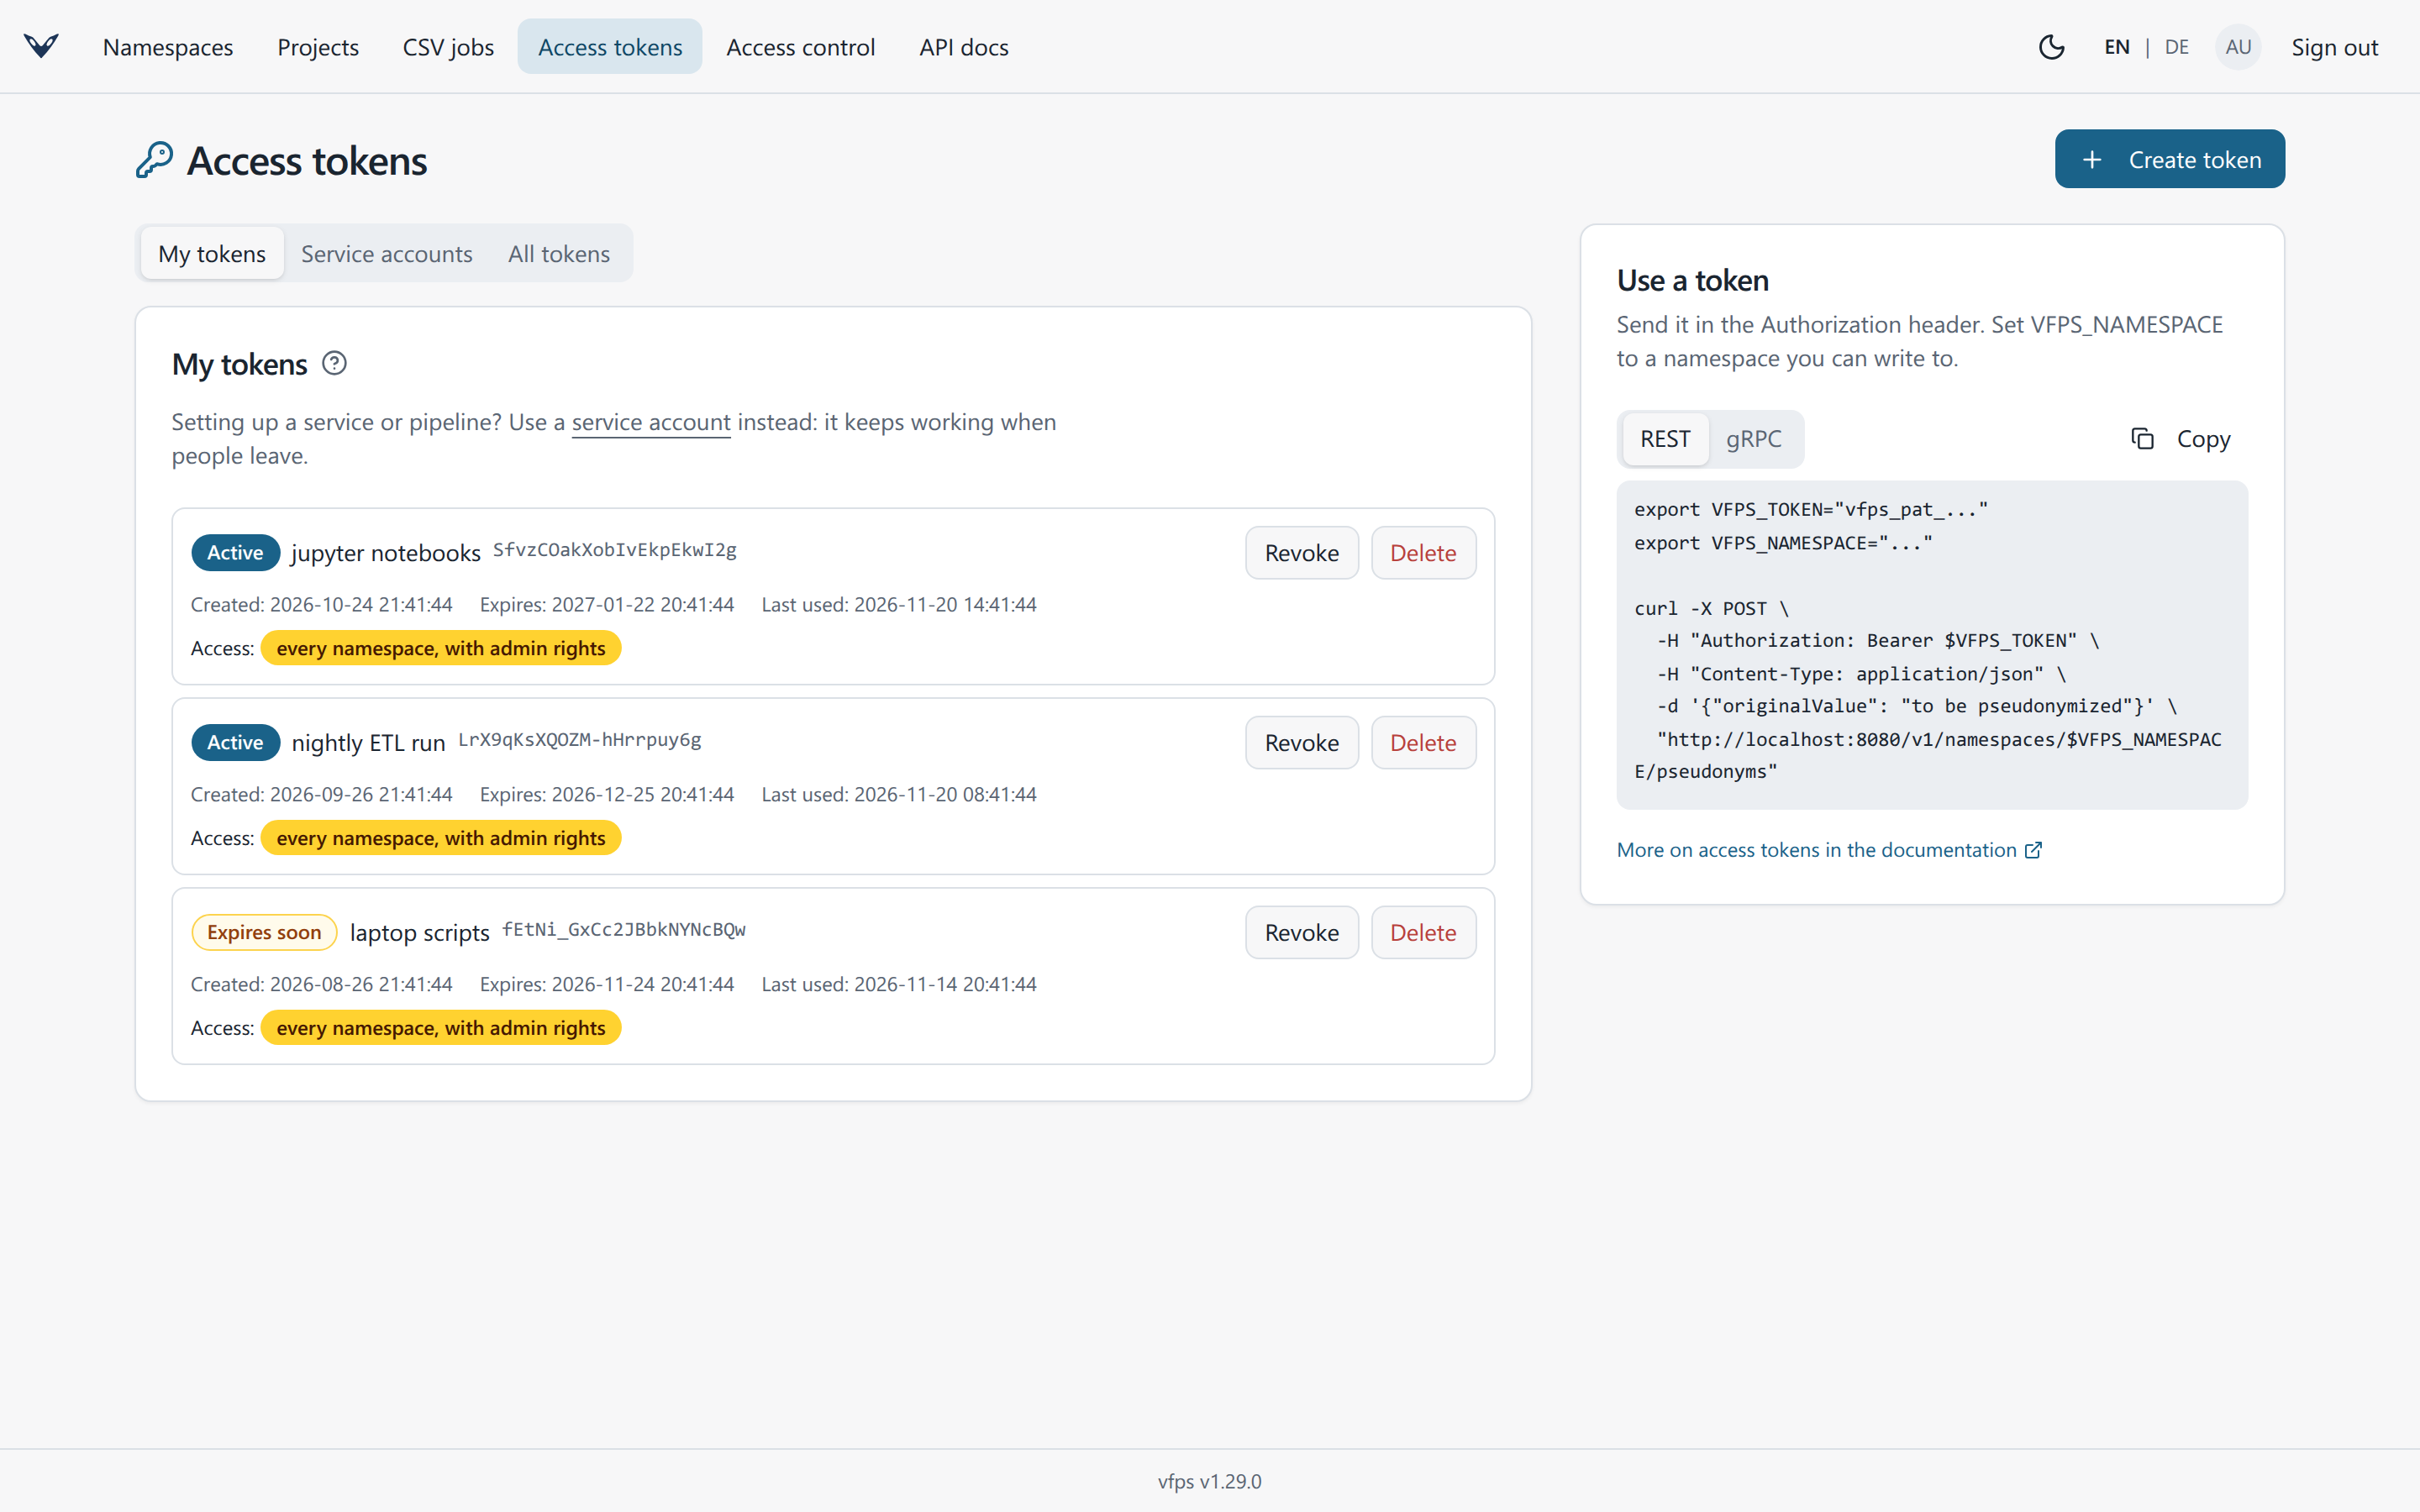 Namespaces
Projects
CSV jobs
Access tokens
Access control
API docs
EN | DE
AU
Sign out
Access tokens
Create token
My tokens
Service accounts
All tokens
My tokens
Setting up a service or pipeline? Use a service account instead: it keeps working when
people leave.
Active jupyter notebooks SfvzCOakXobIvEkpEkwI2g
Revoke
Delete
Created: 2026-10-24 21:41:44 Expires: 2027-01-22 20:41:44 Last used: 2026-11-20 14:41:44
Access: every namespace, with admin rights
Active nightly ETL run LrX9qKsXQOZM-hHrrpuy6g
Revoke
Delete
Created: 2026-09-26 21:41:44 Expires: 2026-12-25 20:41:44 Last used: 2026-11-20 08:41:44
Access: every namespace, with admin rights
Expires soon laptop scripts fEtNi_GxCc2JBbkNYNcBQw
Revoke
Delete
Created: 2026-08-26 21:41:44 Expires: 2026-11-24 20:41:44 Last used: 2026-11-14 20:41:44
Access: every namespace, with admin rights
Use a token
Send it in the Authorization header. Set VFPS_NAMESPACE
to a namespace you can write to.
REST
gRPC
Copy
export VFPS_TOKEN="vfps_pat_..."
export VFPS_NAMESPACE="..."
curl -X POST \
-H "Authorization: Bearer $VFPS_TOKEN" \
-H "Content-Type: application/json" \
-d '{"originalValue": "to be pseudonymized"}' \
"http://localhost:8080/v1/namespaces/$VFPS_NAMESPAC
E/pseudonyms"
More on access tokens in the documentation
vfps v1.29.0